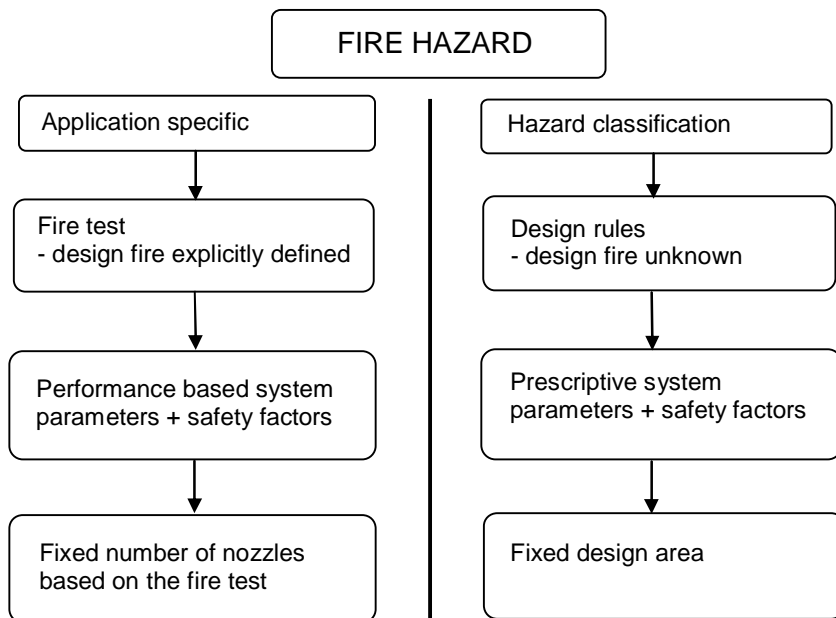 FIRE HAZARD
Application specific
Fire test
- design fire explicitly defined
Performance based system
parameters + safety factors
Fixed number of nozzles
based on the fire test
Hazard classification
Design rules
- design fire unknown
Prescriptive system
parameters + safety factors
Fixed design area